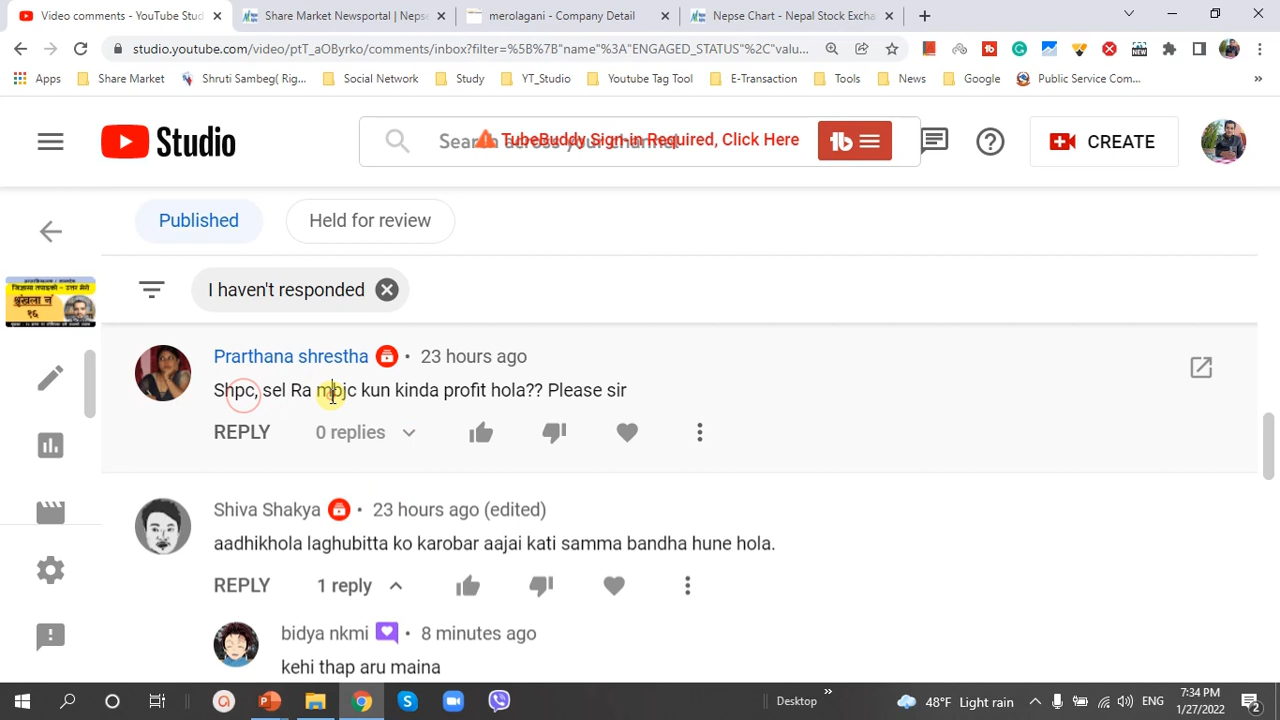 Video comments - YouTube Stud
Share Market Newsportal | Nepse
merolagani - Company Detail
Nepse Chart - Nepal Stock Excha
studio.youtube.com/video/ptT_aOByrko/comments/inbox?filter=%5B%7B"name"%3A"ENGAGED_STATUS"%2C"valu...
Apps
Share Market
Shruti Sambeg( Rig...
Social Network
Study
YT_Studio
Youtube Tag Tool
E-Transaction
Tools
News
Google
Public Service Com...
Studio
TubeBuddy Sign-in Required, Click Here
tb
CREATE
Published
Held for review
I haven't responded
Prarthana shrestha • 23 hours ago
Shpc, sel Ra mbjc kun kinda profit hola?? Please sir
REPLY 0 replies
Shiva Shakya • 23 hours ago (edited)
aadhikhola laghubitta ko karobar aajai kati samma bandha hune hola.
REPLY 1 reply
bidya nkmi • 8 minutes ago
kehi thap aru maina
Desktop
48°F Light rain
ENG
7:34 PM
1/27/2022